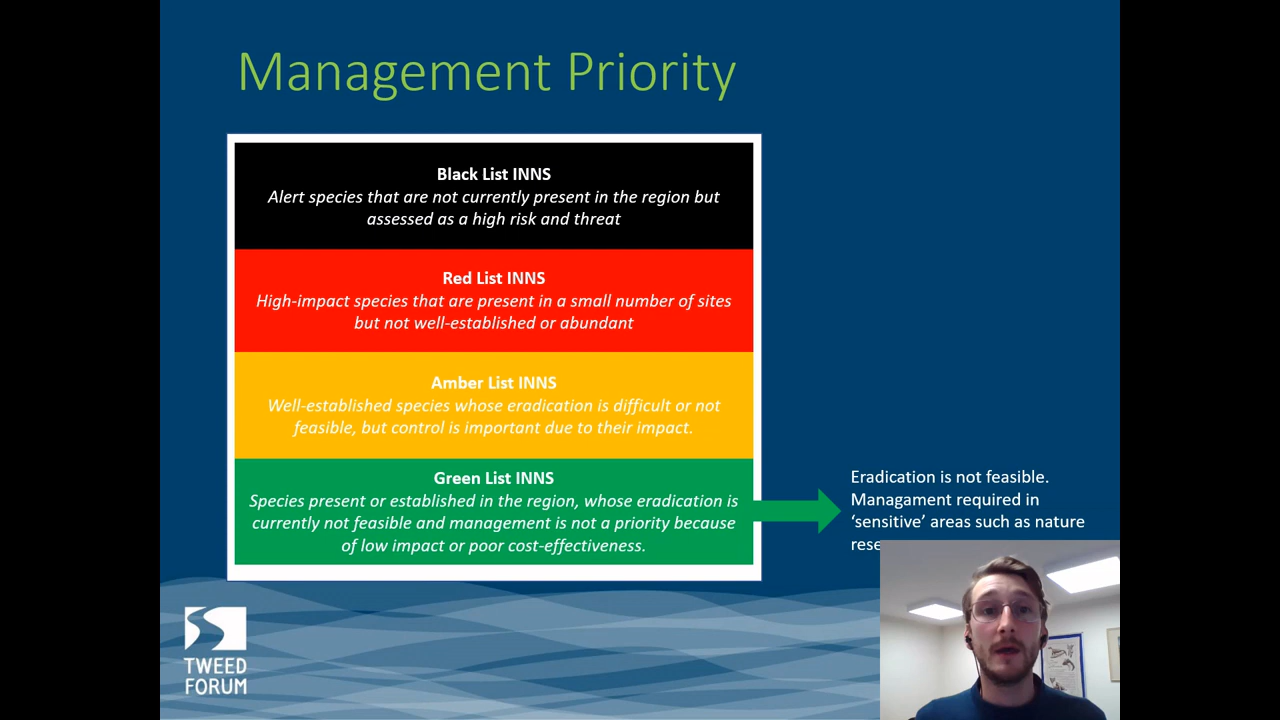 Management Priority
Black List INNS
Alert species that are not currently present in the region but
assessed as a high risk and threat
Red List INNS
High-impact species that are present in a small number of sites
but not well-established or abundant
Amber List INNS
Well-established species whose eradication is difficult or not
feasible, but control is important due to their impact.
Green List INNS
Species present or established in the region, whose eradication is
currently not feasible and management is not a priority because
of low impact or poor cost-effectiveness.
Eradication is not feasible.
Managament required in
‘sensitive’ areas such as nature
TWEED
FORUM